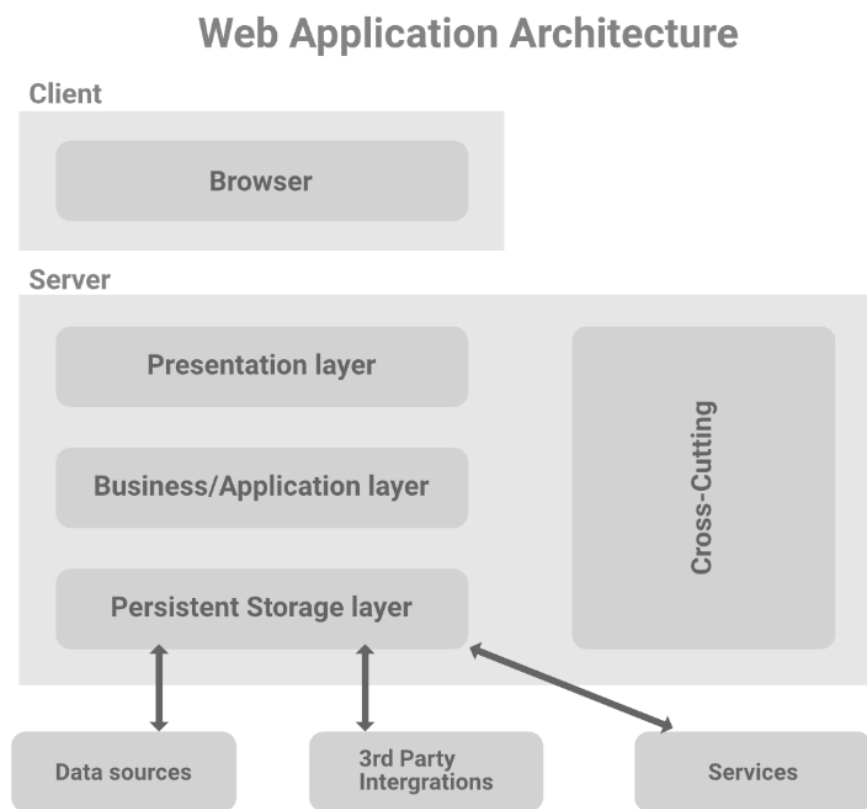 Web Application Architecture
Client
Browser
Server
Presentation layer
Business/Application layer
Persistent Storage layer
Cross-Cutting
Data sources
3rd Party
Intergrations
Services